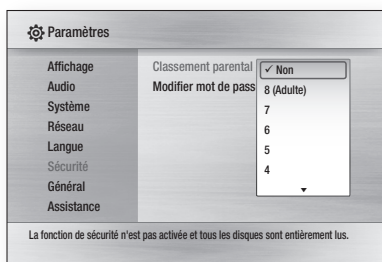 Paramètres
Affichage
Audio
Système
Réseau
Langue
Sécurité
Général
Assistance
Classement parental
Modifier mot de pass
✓ Non
8 (Adulte)
7
6
5
4
La fonction de sécurité n'est pas activée et tous les disques sont entièrement lus.